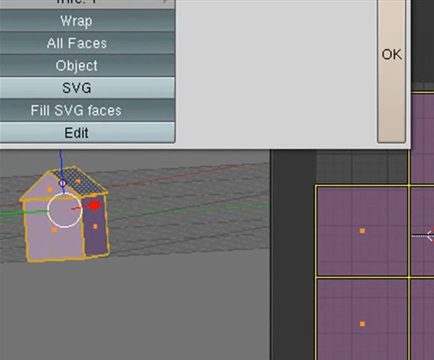 Wrap
All Faces
Object
SVG
Fill SVG faces
Edit
OK